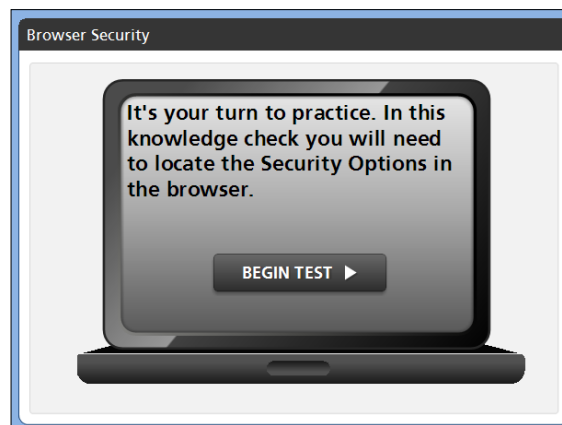 Browser Security
It's your turn to practice. In this
knowledge check you will need
to locate the Security Options in
the browser.
BEGIN TEST